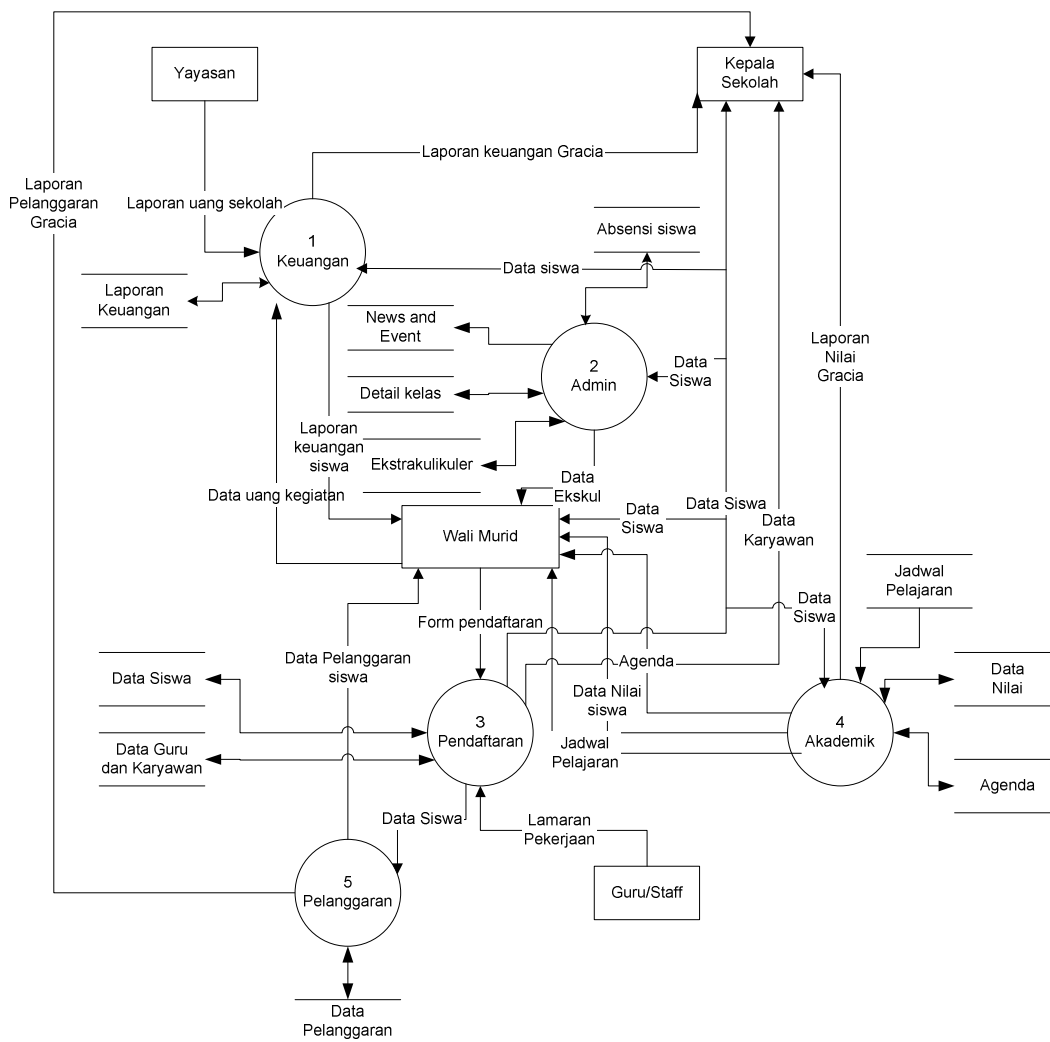 Yayasan
Kepala
Sekolah
Laporan keuangan Gracia
Laporan
Pelanggaran
Gracia
Laporan uang sekolah
Absensi siswa
1
Keuangan
Data siswa
Laporan
Keuangan
News and
Event
2
Admin
Data
Siswa
Laporan
Nilai
Gracia
Detail kelas
Laporan
keuangan
siswa
Ekstrakulikuler
Data uang kegiatan
Data
Ekskul
Data Siswa
Data
Siswa
Data
Karyawan
Wali Murid
Jadwal
Pelajaran
Data
Siswa
Form pendaftaran
Data Pelanggaran
siswa
Agenda
Data Siswa
Data
Nilai
Data Nilai
siswa
3
Pendaftaran
4
Akademik
Data Guru
dan Karyawan
Jadwal
Pelajaran
Agenda
Data Siswa
Lamaran
Pekerjaan
5
Pelanggaran
Guru/Staff
Data
Pelanggaran